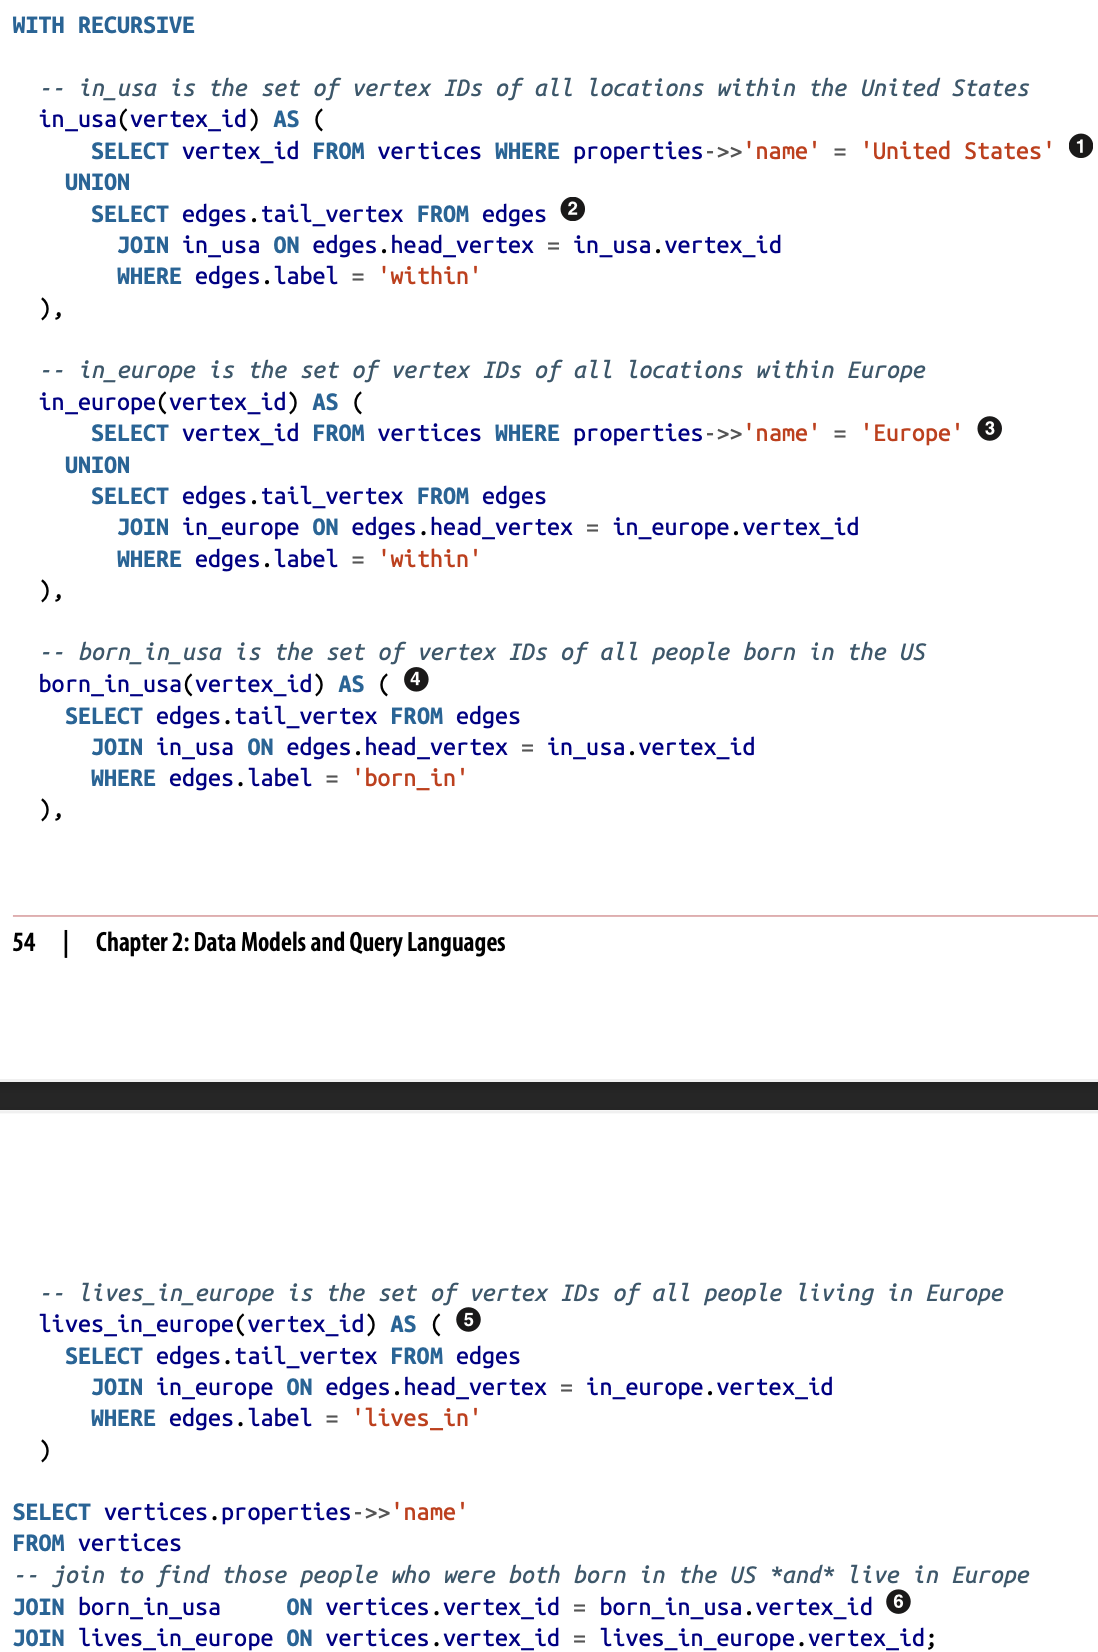 WITH RECURSIVE
-- in_usa is the set of vertex IDs of all locations within the United States
in_usa(vertex_id) AS (
SELECT vertex_id FROM vertices WHERE properties->>'name' = 'United States' ❶
UNION
SELECT edges.tail_vertex FROM edges ❷
JOIN in_usa ON edges.head_vertex = in_usa.vertex_id
WHERE edges.label = 'within'
),
-- in_europe is the set of vertex IDs of all locations within Europe
in_europe(vertex_id) AS (
SELECT vertex_id FROM vertices WHERE properties->>'name' = 'Europe' ❸
UNION
SELECT edges.tail_vertex FROM edges
JOIN in_europe ON edges.head_vertex = in_europe.vertex_id
WHERE edges.label = 'within'
),
-- born_in_usa is the set of vertex IDs of all people born in the US
born_in_usa(vertex_id) AS ( ❹
SELECT edges.tail_vertex FROM edges
JOIN in_usa ON edges.head_vertex = in_usa.vertex_id
WHERE edges.label = 'born_in'
),
54 | Chapter 2: Data Models and Query Languages
-- lives_in_europe is the set of vertex IDs of all people living in Europe
lives_in_europe(vertex_id) AS ( ❺
SELECT edges.tail_vertex FROM edges
JOIN in_europe ON edges.head_vertex = in_europe.vertex_id
WHERE edges.label = 'lives_in'
)
SELECT vertices.properties->>'name'
FROM vertices
-- join to find those people who were both born in the US *and* live in Europe
JOIN born_in_usa ON vertices.vertex_id = born_in_usa.vertex_id ❻
JOIN lives_in_europe ON vertices.vertex_id = lives_in_europe.vertex_id;